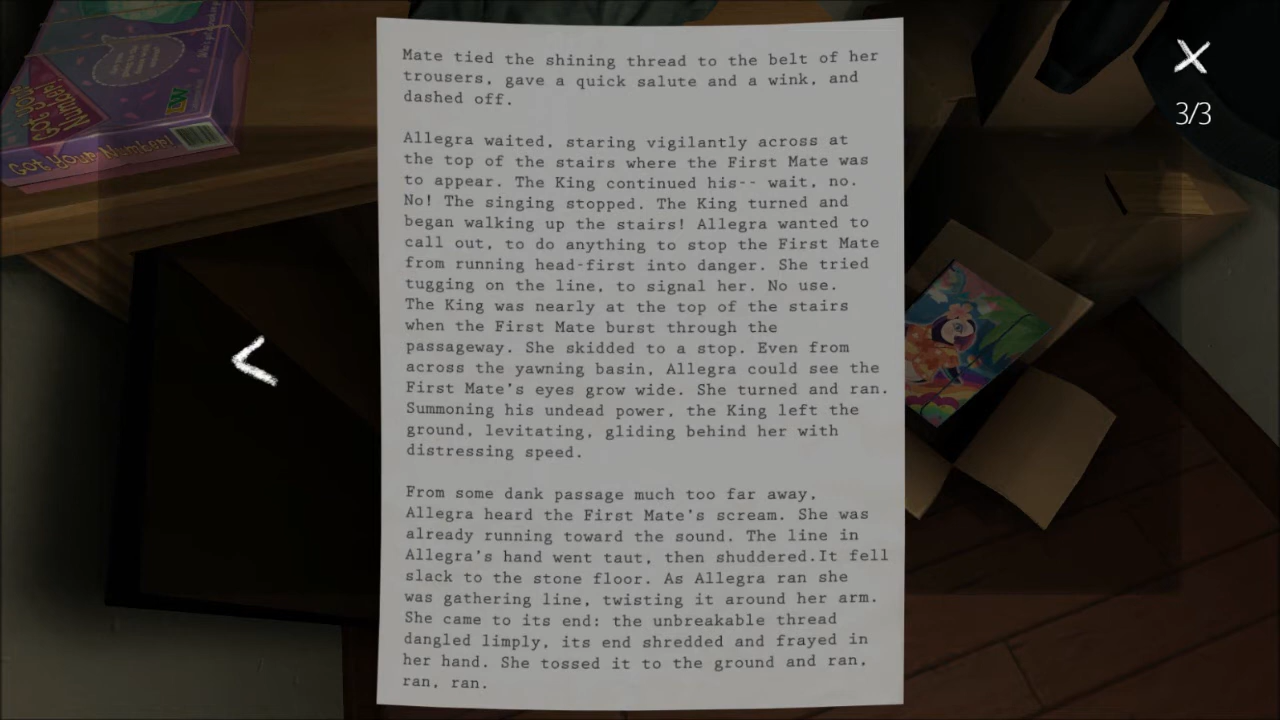 Got Your Number!
Mate tied the shining thread to the belt of her
trousers, gave a quick salute and a wink, and
dashed off.
Allegra waited, staring vigilantly across at
the top of the stairs where the First Mate was
to appear. The King continued his-- wait, no.
No! The singing stopped. The King turned and
began walking up the stairs! Allegra wanted to
call out, to do anything to stop the First Mate
from running head-first into danger. She tried
tugging on the line, to signal her. No use.
The King was nearly at the top of the stairs
when the First Mate burst through the
passageway. She skidded to a stop. Even from
across the yawning basin, Allegra could see the
First Mate's eyes grow wide. She turned and ran.
Summoning his undead power, the King left the
ground, levitating, gliding behind her with
distressing speed.
From some dank passage much too far away,
Allegra heard the First Mate's scream. She was
already running toward the sound. The line in
Allegra's hand went taut, then shuddered.It fell
slack to the stone floor. As Allegra ran she
was gathering line, twisting it around her arm.
She came to its end: the unbreakable thread
dangled limply, its end shredded and frayed in
her hand. She tossed it to the ground and ran,
ran, ran.
3/3